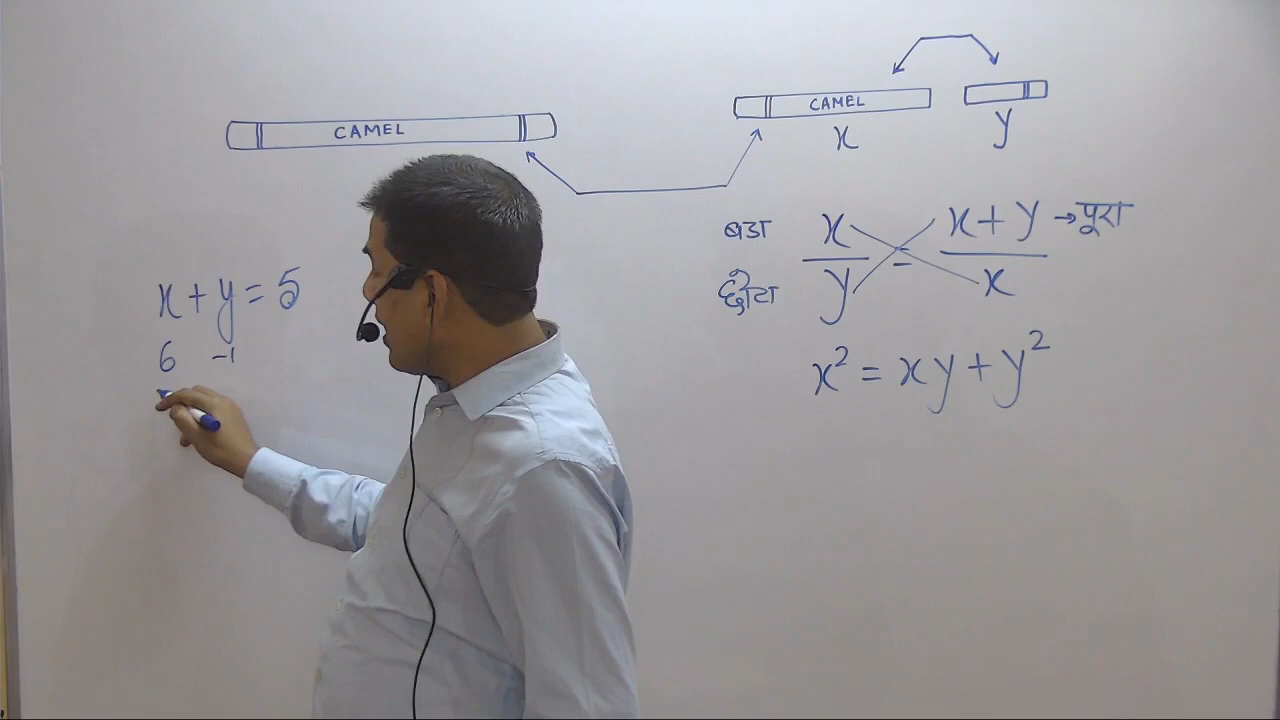 CAMEL
CAMEL
x y
बडा x/y = x+y/x → पूरा
छोटा
x² = xy + y²
x + y = 5
6 -1